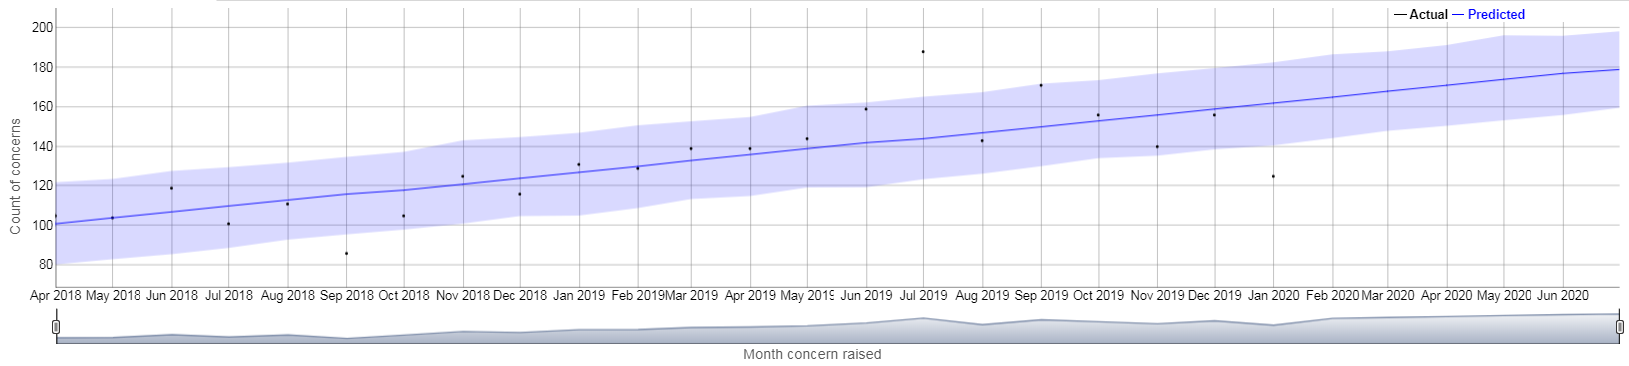 Actual Predicted
200
180
160
140
120
100
80
Count of concerns
Apr 2018 May 2018 Jun 2018 Jul 2018 Aug 2018 Sep 2018 Oct 2018 Nov 2018 Dec 2018 Jan 2019 Feb 2019 Mar 2019 Apr 2019 May 2019 Jun 2019 Jul 2019 Aug 2019 Sep 2019 Oct 2019 Nov 2019 Dec 2019 Jan 2020 Feb 2020 Mar 2020 Apr 2020 May 2020 Jun 2020
Month concern raised